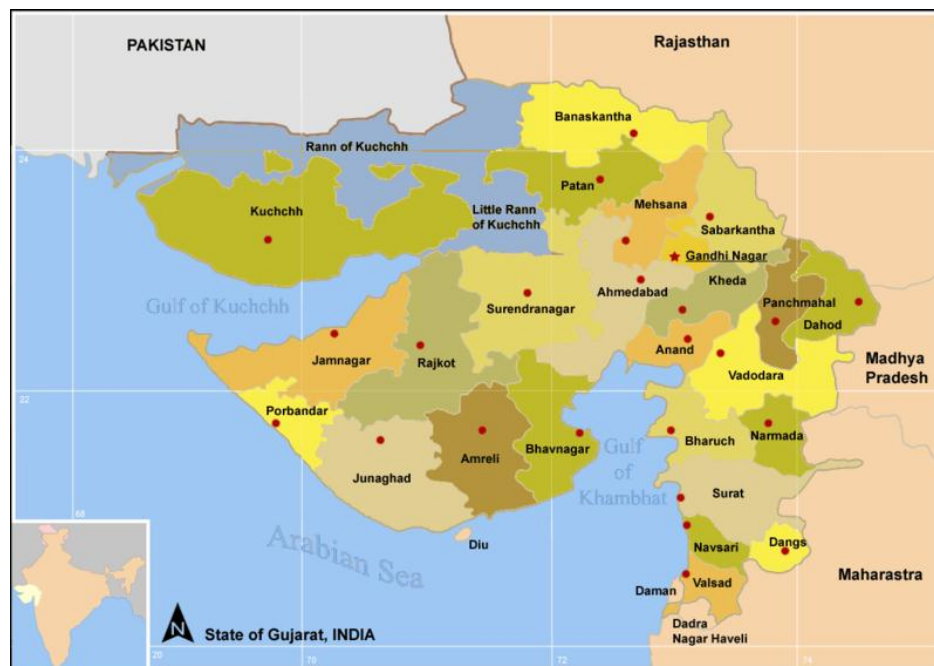 PAKISTAN
Rajasthan
Banaskantha
24
Rann of Kuchchh
Patan
Mehsana
Kuchchh
Little Rann
of Kuchchh
Sabarkantha
Gandhi Nagar
Gulf of Kuchchh
Ahmedabad
Kheda
Surendranagar
Panchmahal
Dahod
Jamnagar
Rajkot
Anand
Madhya
Pradesh
Vadodara
22
Porbandar
Bharuch
Narmada
Junaghad
Amreli
Bhavnagar
Gulf
of
Khambhat
Surat
68
Arabian Sea
Diu
Navsari
Dangs
Daman
Valsad
Maharastra
N
State of Gujarat, INDIA
Dadra
Nagar Haveli
20
70
72
74